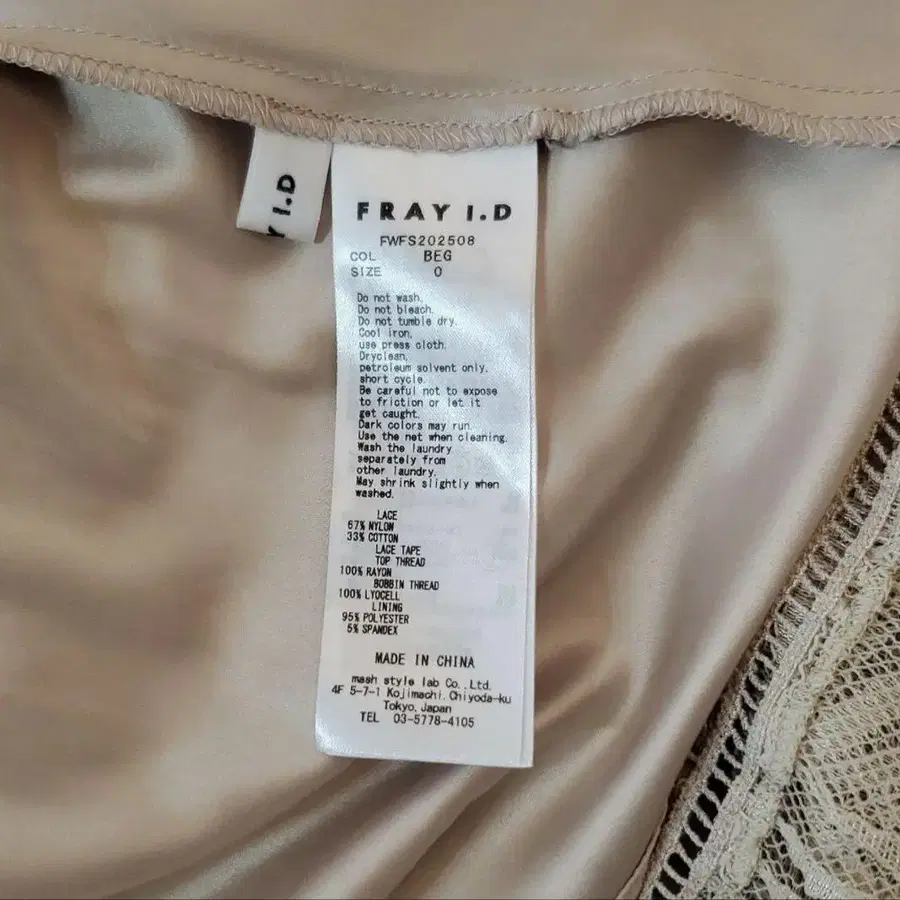 Y I.D
FRAY I.D
FWFS202508
COL BEG
SIZE 0
Do not wash.
Do not bleach.
Do not tumble dry.
Cool iron,
use press cloth.
Dryclean,
petroleum solvent only,
short cycle.
Be careful not to expose
to friction or let it
get caught.
Dark colors may run.
Use the net when cleaning.
Wash the laundry
separately from
other laundry.
May shrink slightly when
washed.
LACE
67% NYLON
33% COTTON
LACE TAPE
TOP THREAD
100% RAYON
BOBBIN THREAD
100% LYOCELL
LINING
95% POLYESTER
5% SPANDEX
MADE IN CHINA
mash style lab Co.,Ltd.
4F 5-7-1 Kojimachi, Chiyoda-ku
Tokyo, Japan
TEL 03-5778-4105